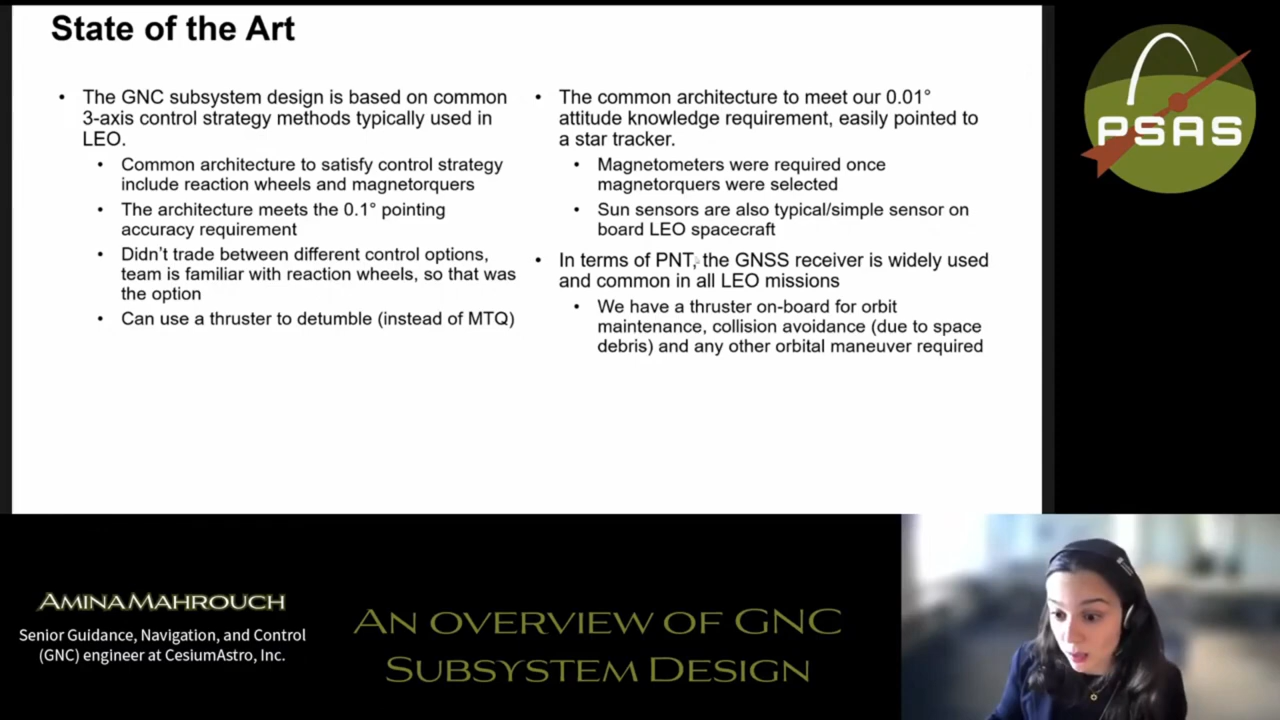 State of the Art
• The GNC subsystem design is based on common
3-axis control strategy methods typically used in
LEO.
• Common architecture to satisfy control strategy
include reaction wheels and magnetorquers
• The architecture meets the 0.1° pointing
accuracy requirement
• Didn't trade between different control options,
team is familiar with reaction wheels, so that was
the option
• Can use a thruster to detumble (instead of MTQ)
• The common architecture to meet our 0.01°
attitude knowledge requirement, easily pointed to
a star tracker.
• Magnetometers were required once
magnetorquers were selected
• Sun sensors are also typical/simple sensor on
board LEO spacecraft
• In terms of PNT, the GNSS receiver is widely used
and common in all LEO missions
• We have a thruster on-board for orbit
maintenance, collision avoidance (due to space
debris) and any other orbital maneuver required
PSAS
AMINA MAHROUCH
Senior Guidance, Navigation, and Control
(GNC) engineer at CesiumAstro, Inc.
AN OVERVIEW OF GNC
SUBSYSTEM DESIGN